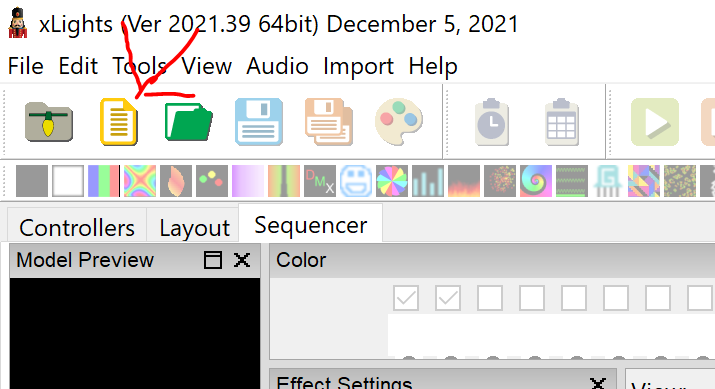 xLights (Ver 2021.39 64bit) December 5, 2021
File Edit Tools View Audio Import Help
DMX
Controllers Layout Sequencer
Model Preview
Color
Effect Settings
View: